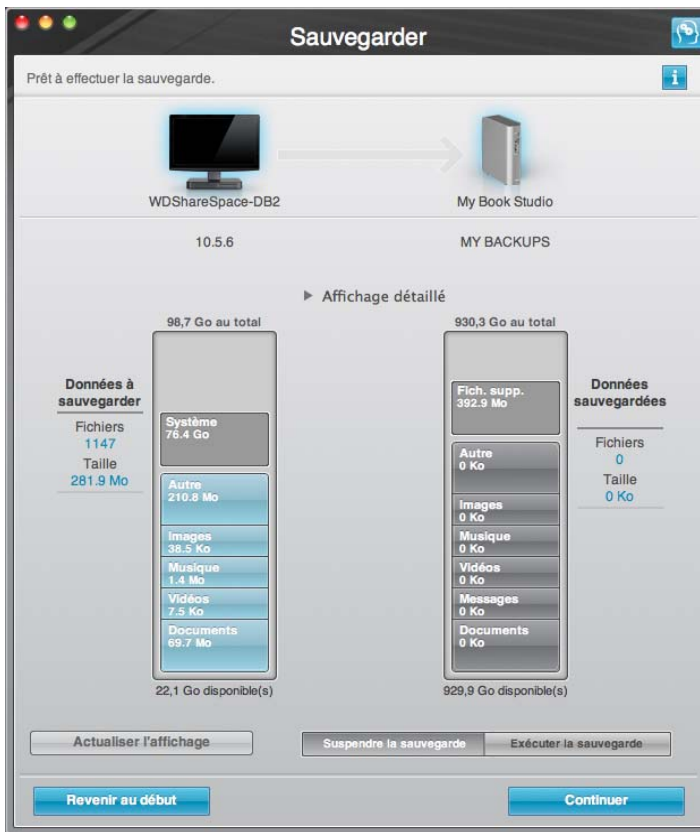 Sauvegarder
Prêt à effectuer la sauvegarde.
i
WDShareSpace-DB2
My Book Studio
10.5.6
MY BACKUPS
Affichage détaillé
98,7 Go au total
930,3 Go au total
Données à
sauvegarder
Fichiers
1147
Taille
281.9 Mo
Système
76.4 Go
Autre
210.8 Mo
Images
38.5 Ko
Musique
1.4 Mo
Vidéos
7.5 Ko
Documents
69.7 Mo
22,1 Go disponible(s)
Fich. supp.
392.9 Mo
Autre
0 Ko
Images
0 Ko
Musique
0 Ko
Vidéos
0 Ko
Messages
0 Ko
Documents
0 Ko
929,9 Go disponible(s)
Données
sauvegardées
Fichiers
0
Taille
0 Ko
Actualiser l'affichage
Suspendre la sauvegarde
Exécuter la sauvegarde
Revenir au début
Continuer